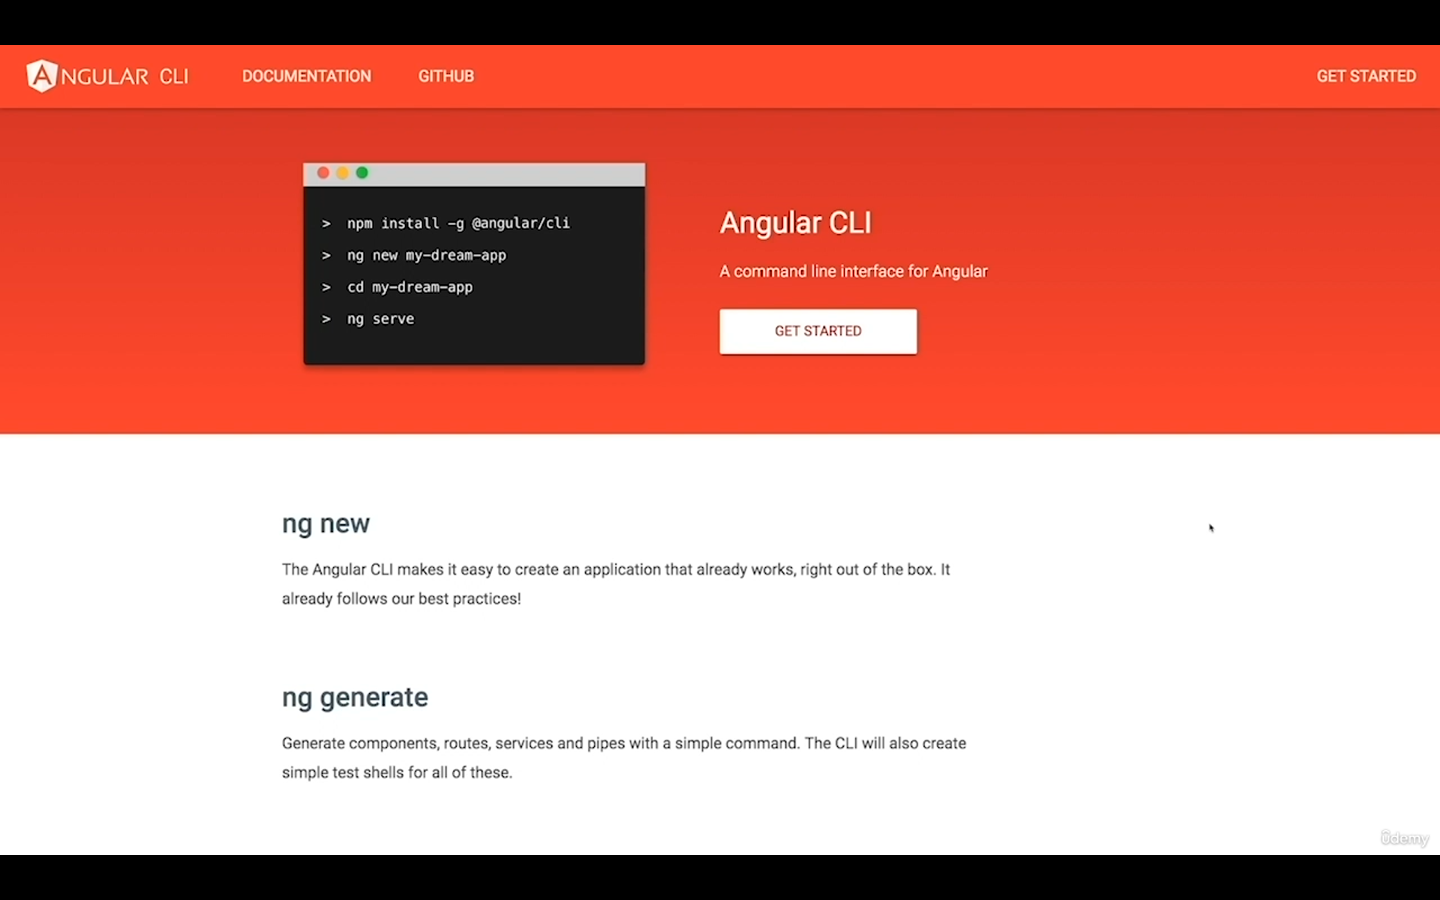 ANGULAR CLI DOCUMENTATION GITHUB GET STARTED
> npm install -g @angular/cli
> ng new my-dream-app
> cd my-dream-app
> ng serve
Angular CLI
A command line interface for Angular
GET STARTED
ng new
The Angular CLI makes it easy to create an application that already works, right out of the box. It
already follows our best practices!
ng generate
Generate components, routes, services and pipes with a simple command. The CLI will also create
simple test shells for all of these.
ûdemy